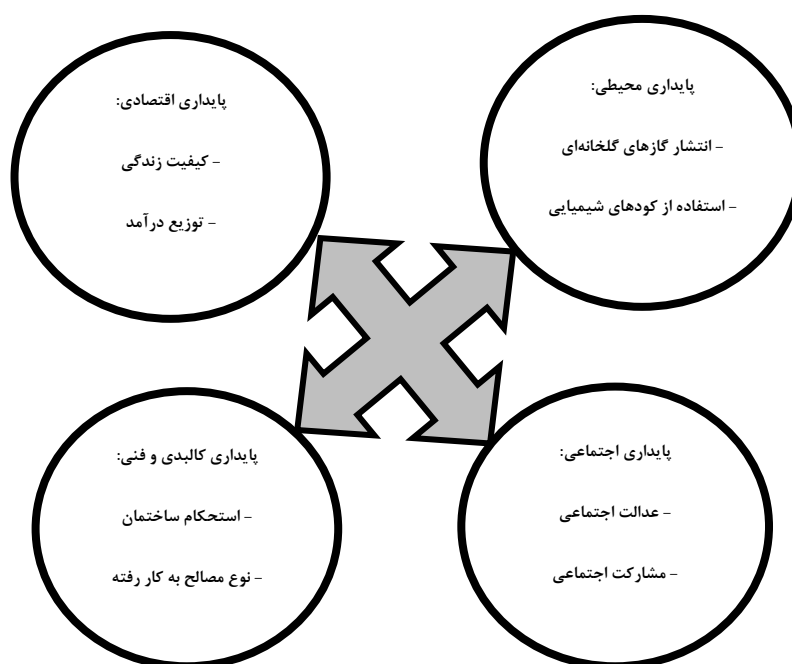 پایداری محیطی:
– انتشار گازهای گلخانه‌ای
– استفاده از کودهای شیمیایی
پایداری اقتصادی:
– کیفیت زندگی
– توزیع درآمد
پایداری اجتماعی:
– عدالت اجتماعی
– مشارکت اجتماعی
پایداری کالبدی و فنی:
– استحکام ساختمان
– نوع مصالح به کار رفته